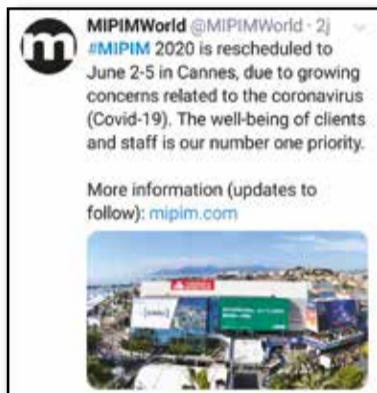 m
MIPIMWorld @MIPIMWorld · 2j
#MIPIM 2020 is rescheduled to
June 2-5 in Cannes, due to growing
concerns related to the coronavirus
(Covid-19). The well-being of clients
and staff is our number one priority.
More information (updates to
follow): mipim.com